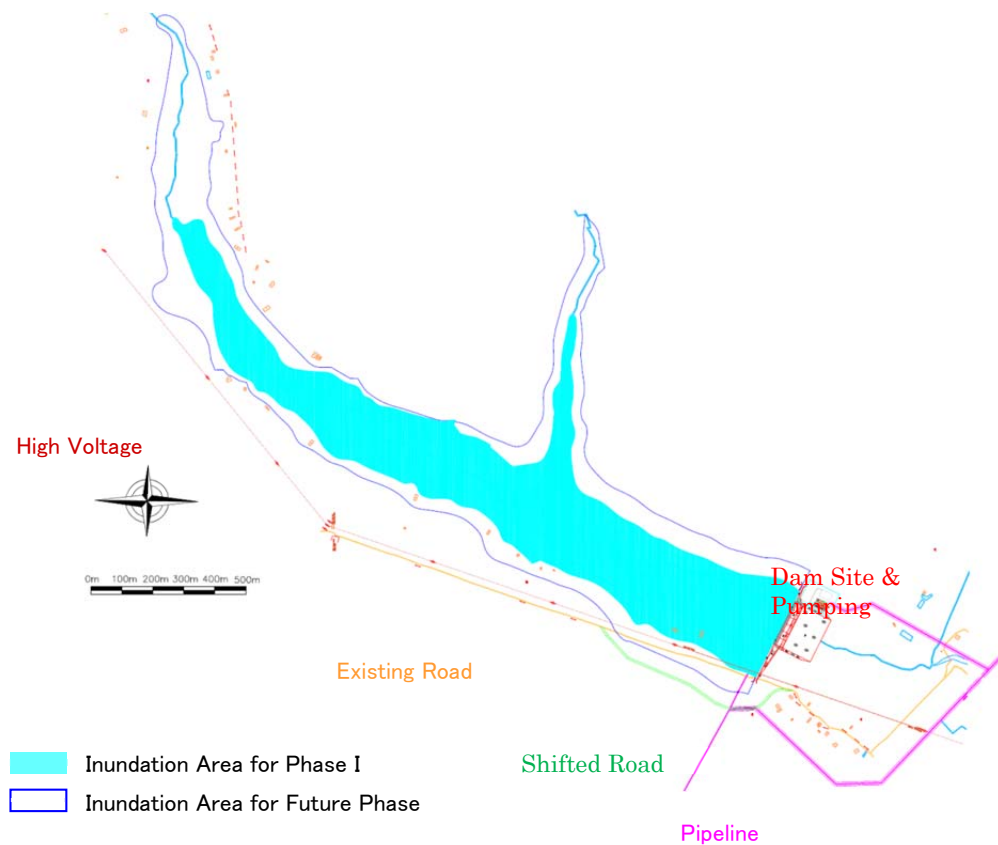 High Voltage
0m 100m 200m 300m 400m 500m
Dam Site &
Pumping
Existing Road
Shifted Road
Inundation Area for Phase I
Inundation Area for Future Phase
Pipeline